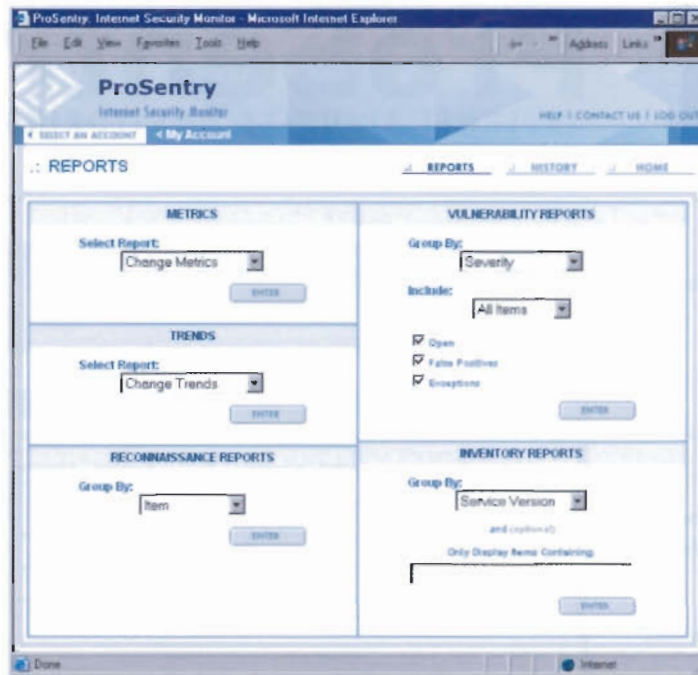 ProSentry: Internet Security Monitor - Microsoft Internet Explorer
File Edit View Favorites Tools Help
Address Links
ProSentry
Internet Security Monitor
HELP | CONTACT US | LOG OUT
SELECT AN ACCOUNT < My Account
.: REPORTS
.: REPORTS .: HISTORY .: HOME
METRICS
Select Report:
Change Metrics
ENTER
TRENDS
Select Report:
Change Trends
ENTER
RECONNAISSANCE REPORTS
Group By:
Item
ENTER
VULNERABILITY REPORTS
Group By:
Severity
Include:
All Items
Open
False Positives
Exceptions
ENTER
INVENTORY REPORTS
Group By:
Service Version
and (optional)
Only Display Items Containing:
ENTER
Done
Internet